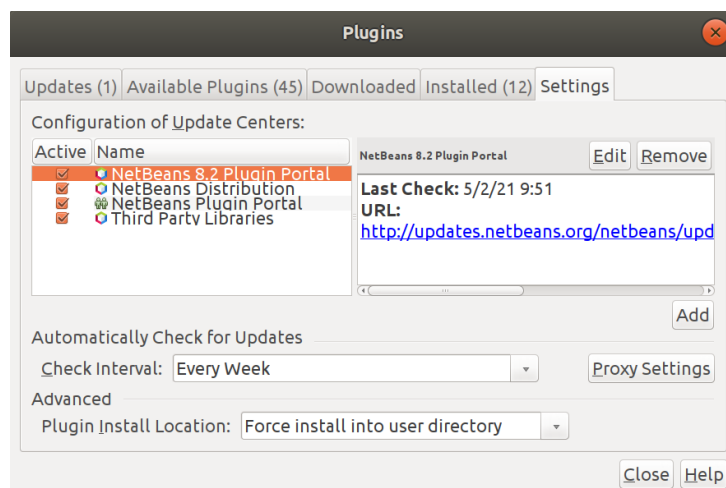 Plugins
Updates (1) Available Plugins (45) Downloaded Installed (12) Settings
Configuration of Update Centers:
Active Name
NetBeans 8.2 Plugin Portal
NetBeans Distribution
NetBeans Plugin Portal
Third Party Libraries
NetBeans 8.2 Plugin Portal Edit Remove
Last Check: 5/2/21 9:51
URL:
http://updates.netbeans.org/netbeans/upd
Add
Automatically Check for Updates
Check Interval: Every Week Proxy Settings
Advanced
Plugin Install Location: Force install into user directory
Close Help